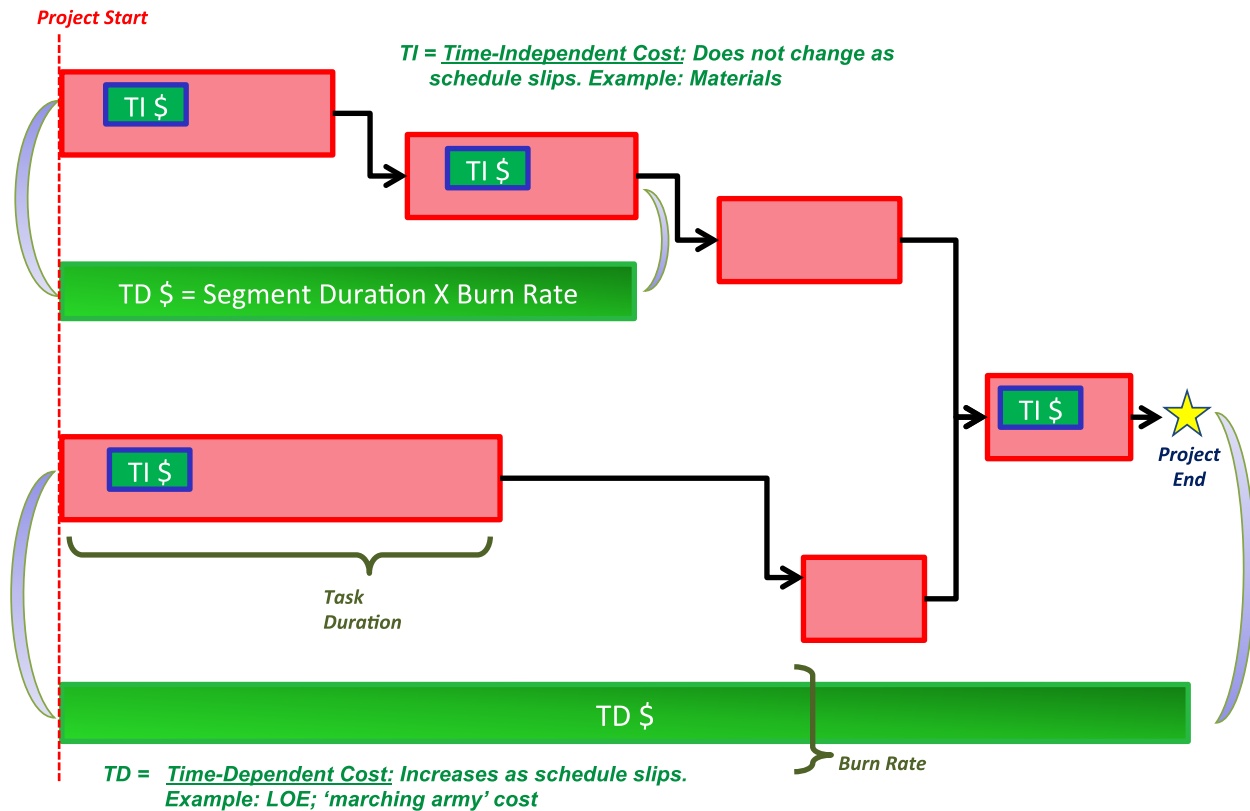 Project Start
TI = Time-Independent Cost: Does not change as
schedule slips. Example: Materials
TI $
TI $
TD $ = Segment Duration X Burn Rate
TI $
Project
End
TI $
Task
Duration
TD $
Burn Rate
TD = Time-Dependent Cost: Increases as schedule slips.
Example: LOE; ‘marching army’ cost